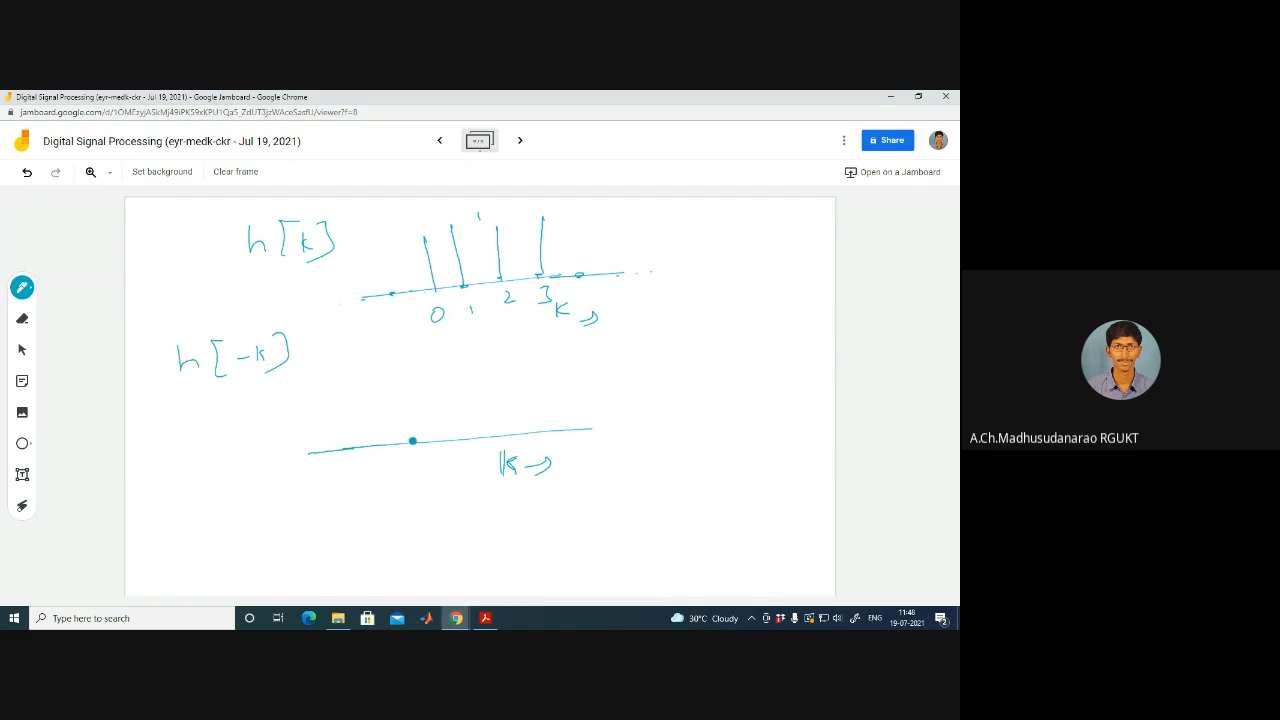 Digital Signal Processing (eyr-medk-ckr - Jul 19, 2021) - Google Jamboard - Google Chrome
Digital Signal Processing (eyr-medk-ckr - Jul 19, 2021)
Share
Set background
Clear frame
Open on a Jamboard
h[k]
1
0 1 2 3
k →
h[-k]
k →
A.Ch.Madhusudanarao RGUKT
Type here to search
30°C Cloudy
ENG
11:48
19-07-2021
2